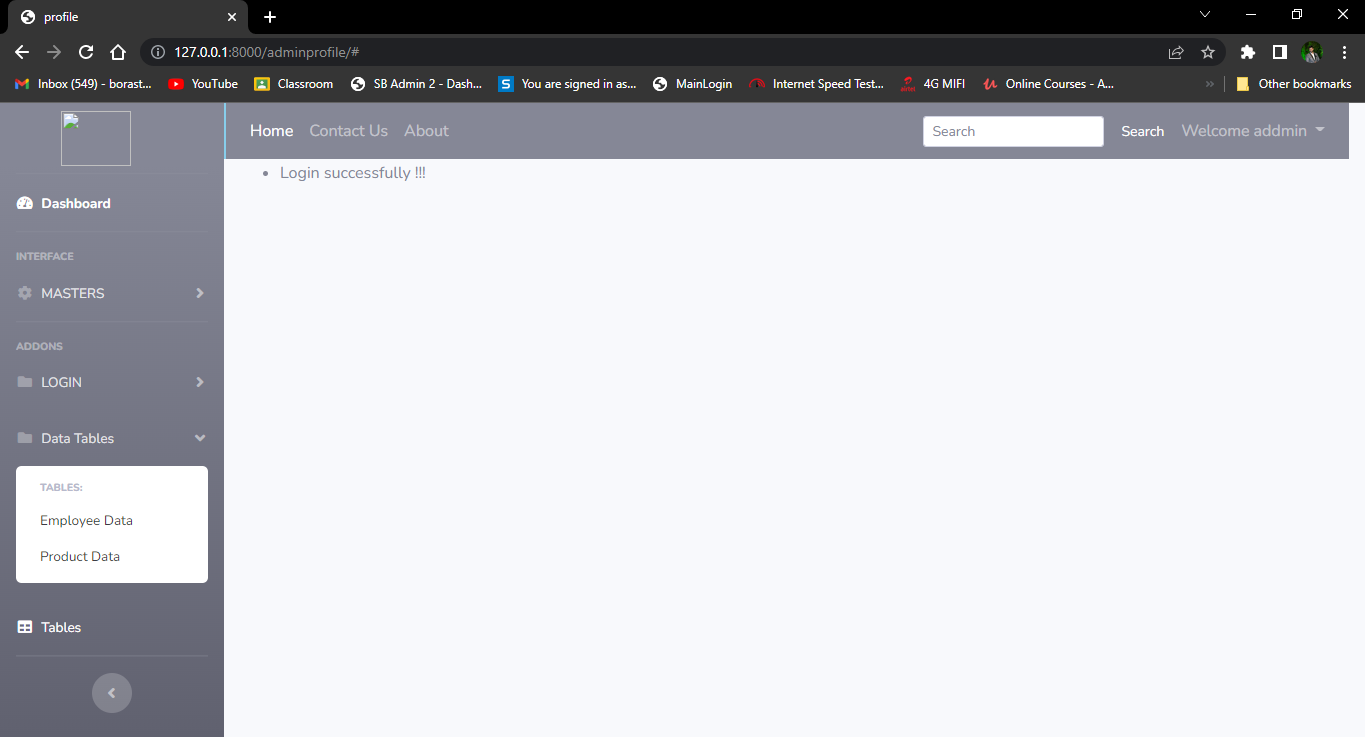 profile
127.0.0.1:8000/adminprofile/#
Inbox (549) - borast... YouTube Classroom SB Admin 2 - Dash... You are signed in as... MainLogin Internet Speed Test... 4G MIFI Online Courses - A... » Other bookmarks
Home Contact Us About Search Search Welcome addmin
Login successfully !!!
Dashboard
INTERFACE
MASTERS
ADDONS
LOGIN
Data Tables
TABLES:
Employee Data
Product Data
Tables